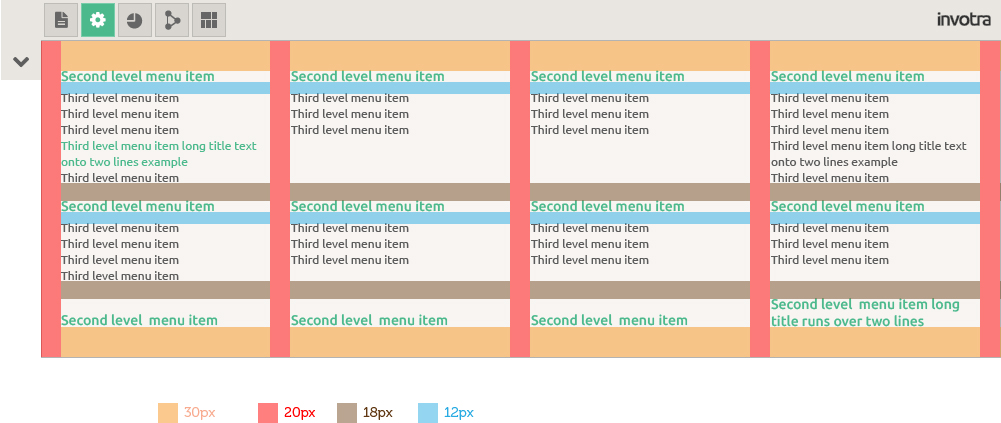 invotra
Second level menu item
Third level menu item
Third level menu item
Third level menu item
Third level menu item long title text
onto two lines example
Third level menu item
Second level menu item
Third level menu item
Third level menu item
Third level menu item
Second level menu item
Third level menu item
Third level menu item
Third level menu item
Second level menu item
Third level menu item
Third level menu item
Third level menu item
Third level menu item long title text
onto two lines example
Third level menu item
Second level menu item
Third level menu item
Third level menu item
Third level menu item
Third level menu item
Second level menu item
Third level menu item
Third level menu item
Third level menu item
Second level menu item
Third level menu item
Third level menu item
Third level menu item
Second level menu item
Third level menu item
Third level menu item
Third level menu item
Second level  menu item
Second level  menu item
Second level  menu item
Second level  menu item long
title runs over two lines
30px
20px
18px
12px